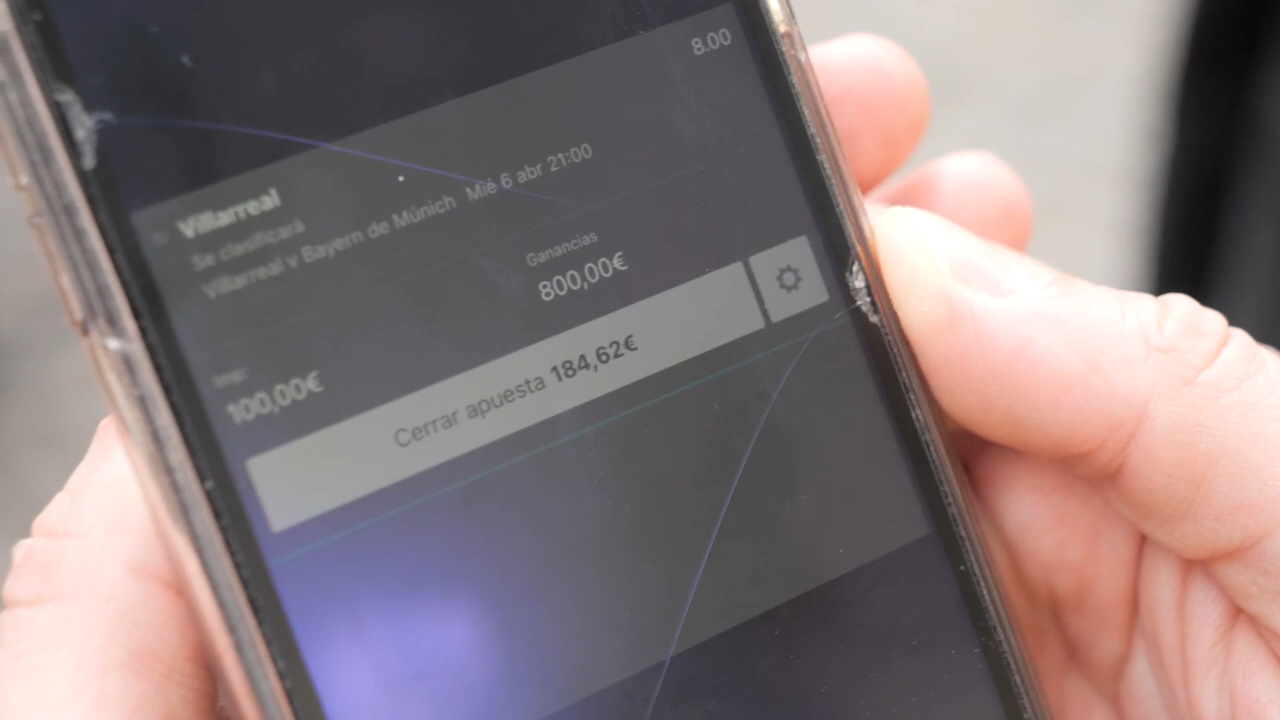 8.00
Villarreal
Se clasificará
Villarreal v Bayern de Múnich Mié 6 abr 21:00
Imp:
100,00€
Ganancias
800,00€
Cerrar apuesta 184,62€